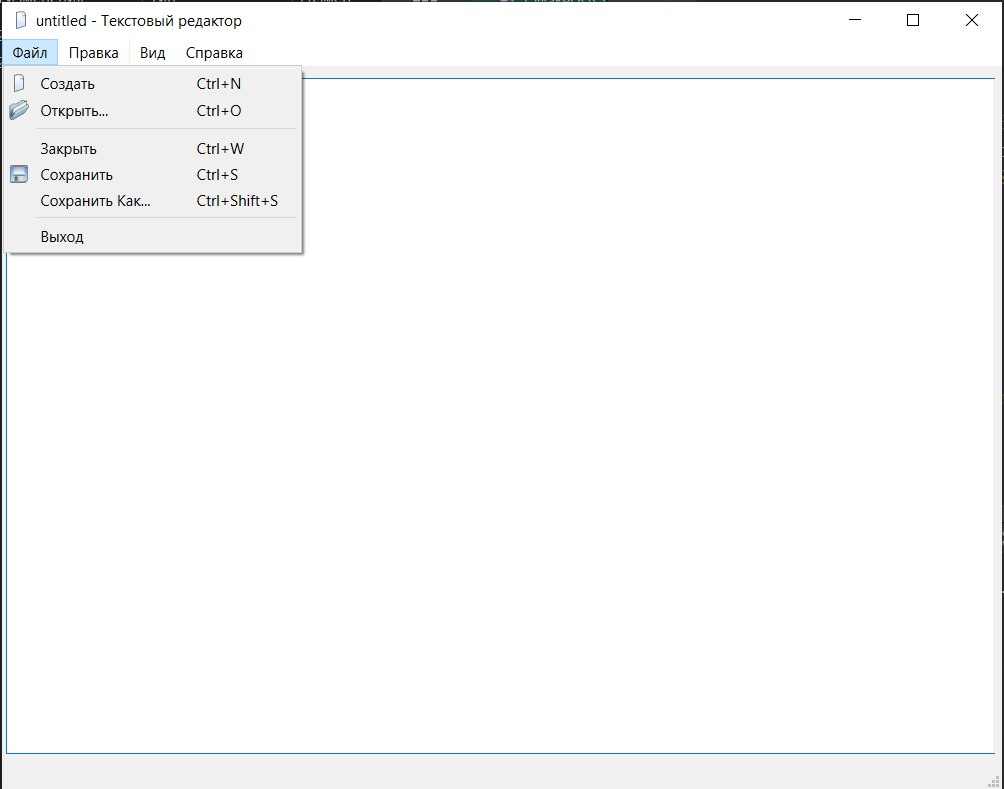 untitled - Текстовый редактор
Файл Правка Вид Справка
Создать Ctrl+N
Открыть... Ctrl+O
Закрыть Ctrl+W
Сохранить Ctrl+S
Сохранить Как... Ctrl+Shift+S
Выход